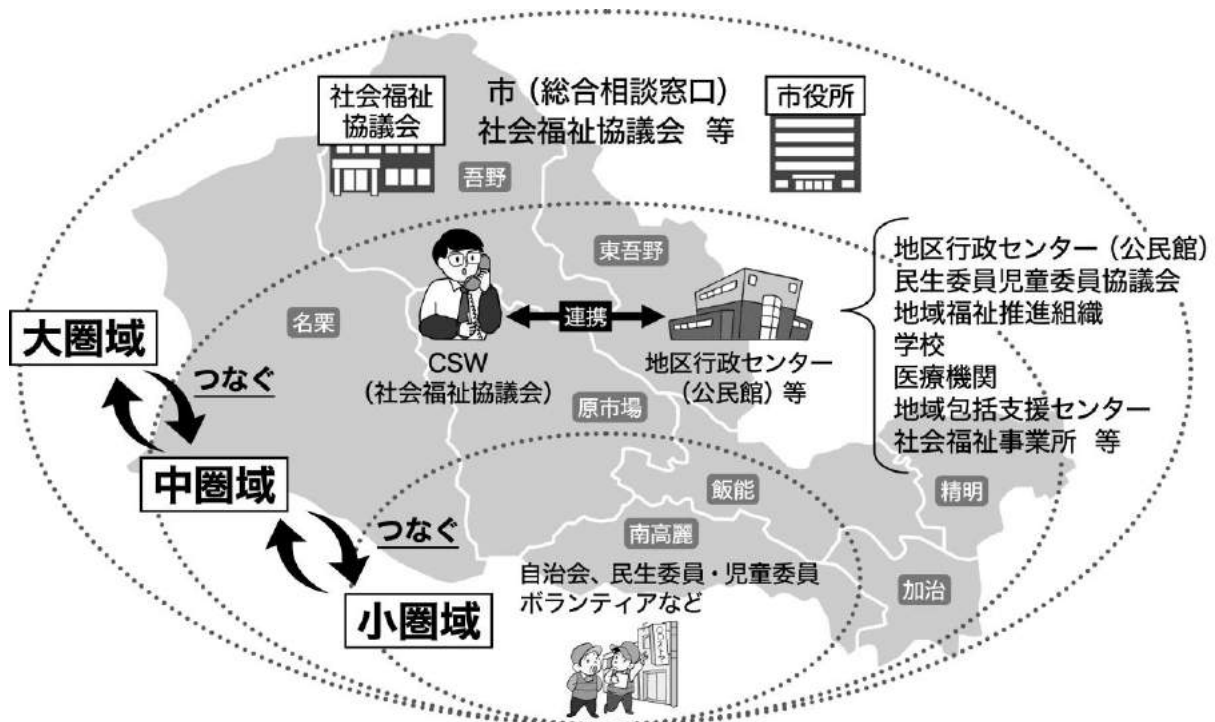 社会福祉
協議会
市（総合相談窓口）
社会福祉協議会 等
市役所
吾野
東吾野
名栗
連携
CSW
（社会福祉協議会）
地区行政センター
（公民館）等
地区行政センター（公民館）
民生委員児童委員協議会
地域福祉推進組織
学校
医療機関
地域包括支援センター
社会福祉事業所 等
大圏域
つなぐ
原市場
中圏域
飯能
精明
つなぐ
南高麗
自治会、民生委員・児童委員
ボランティアなど
加治
小圏域